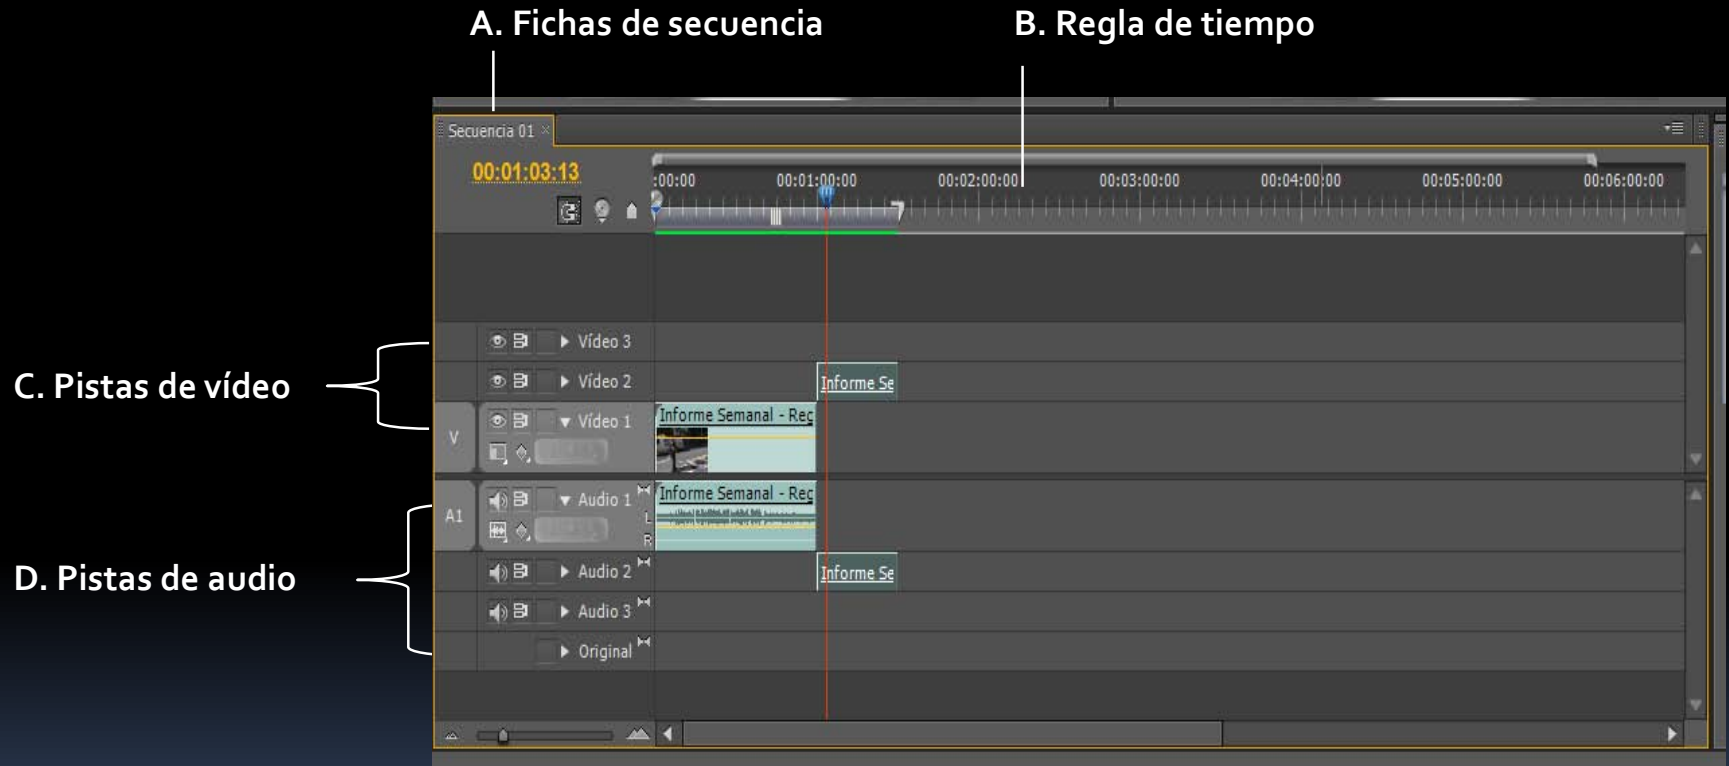 A. Fichas de secuencia
B. Regla de tiempo
Secuencia 01
00:01:03:13
:00:00
00:01:00:00
00:02:00:00
00:03:00:00
00:04:00:00
00:05:00:00
00:06:00:00
Vídeo 3
C. Pistas de vídeo
Vídeo 2
Informe Se
V
Vídeo 1
Informe Semanal - Reg
A1
Audio 1
L
R
Informe Semanal - Reg
D. Pistas de audio
Audio 2
Informe Se
Audio 3
Original